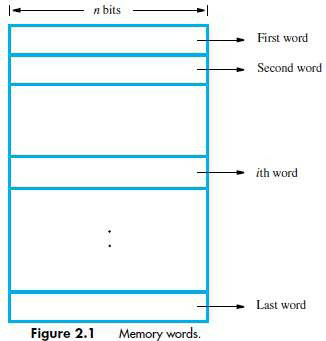 n bits
First word
Second word
ith word
Last word
Figure 2.1 Memory words.